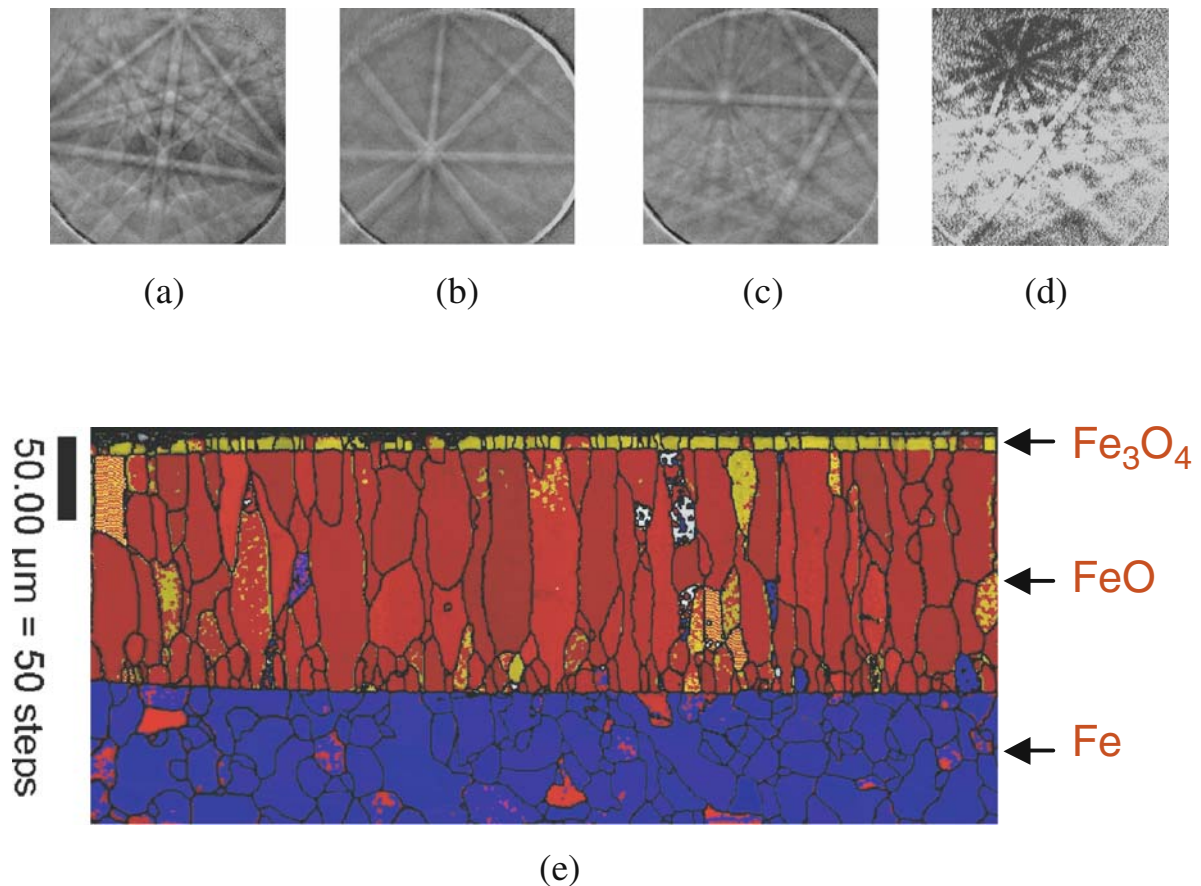 (a)
(b)
(c)
(d)
50.00 µm = 50 steps
Fe₃O₄
FeO
Fe
(e)